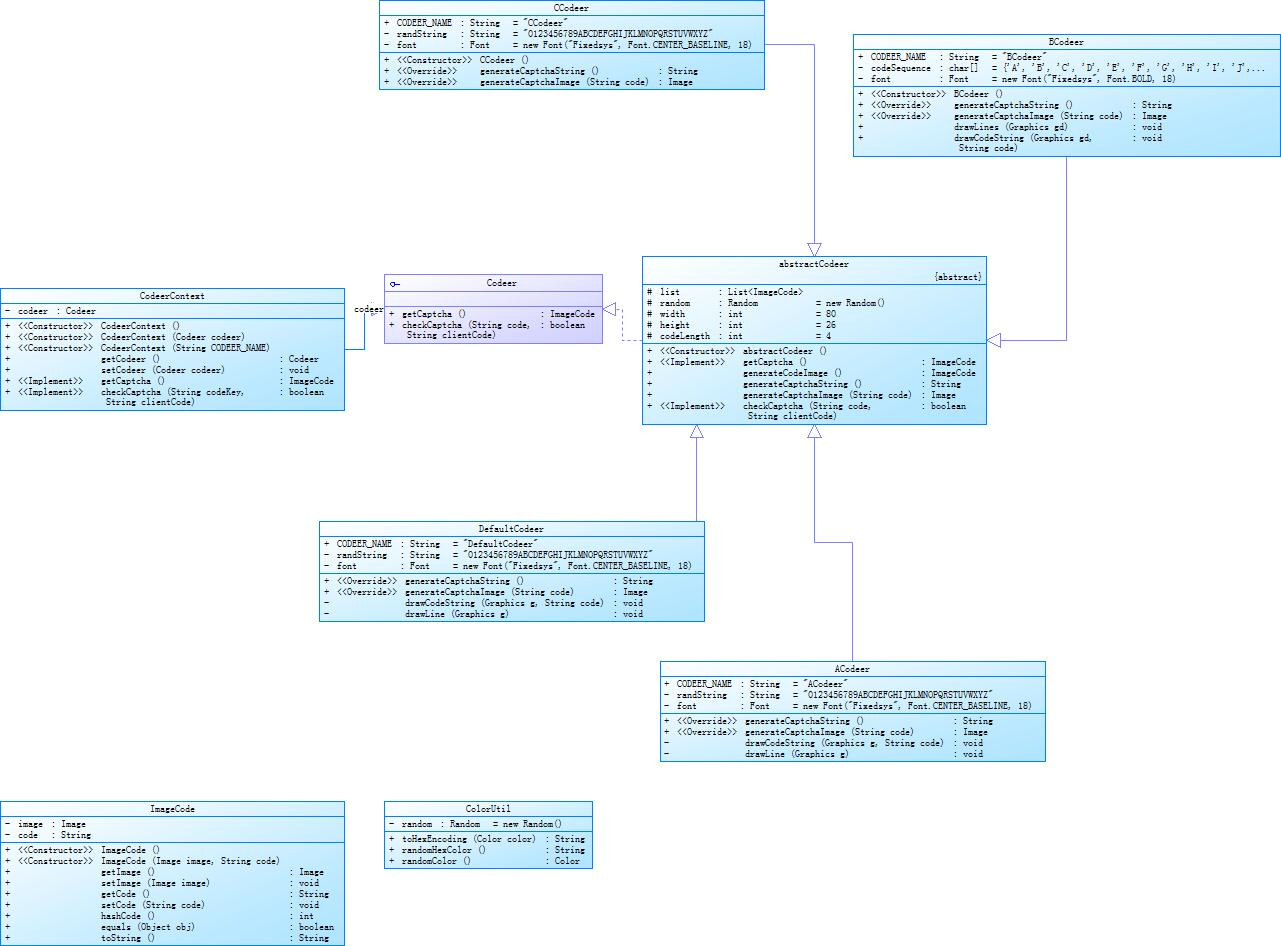 CCodeer
+ CODEER_NAME : String = "CCodeer"
- randString : String = "0123456789ABCDEFGHIJKLMNOPQRSTUVWXYZ"
- font : Font = new Font("Fixedsys", Font.CENTER_BASELINE, 18)
+ <<Constructor>> CCodeer ()
+ <<Override>> generateCaptchaString () : String
+ <<Override>> generateCaptchaImage (String code) : Image
BCodeer
+ CODEER_NAME : String = "BCodeer"
- codeSequence : char[] = {'A', 'B', 'C', 'D', 'E', 'F', 'G', 'H', 'I', 'J',...
- font : Font = new Font("Fixedsys", Font.BOLD, 18)
+ <<Constructor>> BCodeer ()
+ <<Override>> generateCaptchaString () : String
+ <<Override>> generateCaptchaImage (String code) : Image
+ drawLines (Graphics gd) : void
+ drawCodeString (Graphics gd, : void
String code)
abstractCodeer
{abstract}
# list : List<ImageCode>
# random : Random = new Random()
# width : int = 80
# height : int = 26
# codeLength : int = 4
+ <<Constructor>> abstractCodeer ()
+ <<Implement>> getCaptcha () : ImageCode
+ generateCodeImage () : ImageCode
+ generateCaptchaString () : String
+ generateCaptchaImage (String code) : Image
+ <<Implement>> checkCaptcha (String code, : boolean
String clientCode)
Codeer
+ getCaptcha () : ImageCode
+ checkCaptcha (String code, : boolean
String clientCode)
codeer
CodeerContext
- codeer : Codeer
+ <<Constructor>> CodeerContext ()
+ <<Constructor>> CodeerContext (Codeer codeer)
+ <<Constructor>> CodeerContext (String CODEER_NAME)
+ getCodeer () : Codeer
+ setCodeer (Codeer codeer) : void
+ <<Implement>> getCaptcha () : ImageCode
+ <<Implement>> checkCaptcha (String codeKey, : boolean
String clientCode)
DefaultCodeer
+ CODEER_NAME : String = "DefaultCodeer"
- randString : String = "0123456789ABCDEFGHIJKLMNOPQRSTUVWXYZ"
- font : Font = new Font("Fixedsys", Font.CENTER_BASELINE, 18)
+ <<Override>> generateCaptchaString () : String
+ <<Override>> generateCaptchaImage (String code) : Image
- drawCodeString (Graphics g, String code) : void
- drawLine (Graphics g) : void
ACodeer
+ CODEER_NAME : String = "ACodeer"
- randString : String = "0123456789ABCDEFGHIJKLMNOPQRSTUVWXYZ"
- font : Font = new Font("Fixedsys", Font.CENTER_BASELINE, 18)
+ <<Override>> generateCaptchaString () : String
+ <<Override>> generateCaptchaImage (String code) : Image
- drawCodeString (Graphics g, String code) : void
- drawLine (Graphics g) : void
ImageCode
- image : Image
- code : String
+ <<Constructor>> ImageCode ()
+ <<Constructor>> ImageCode (Image image, String code)
+ getImage () : Image
+ setImage (Image image) : void
+ getCode () : String
+ setCode (String code) : void
+ hashCode () : int
+ equals (Object obj) : boolean
+ toString () : String
ColorUtil
- random : Random = new Random()
+ toHexEncoding (Color color) : String
+ randomHexColor () : String
+ randomColor () : Color